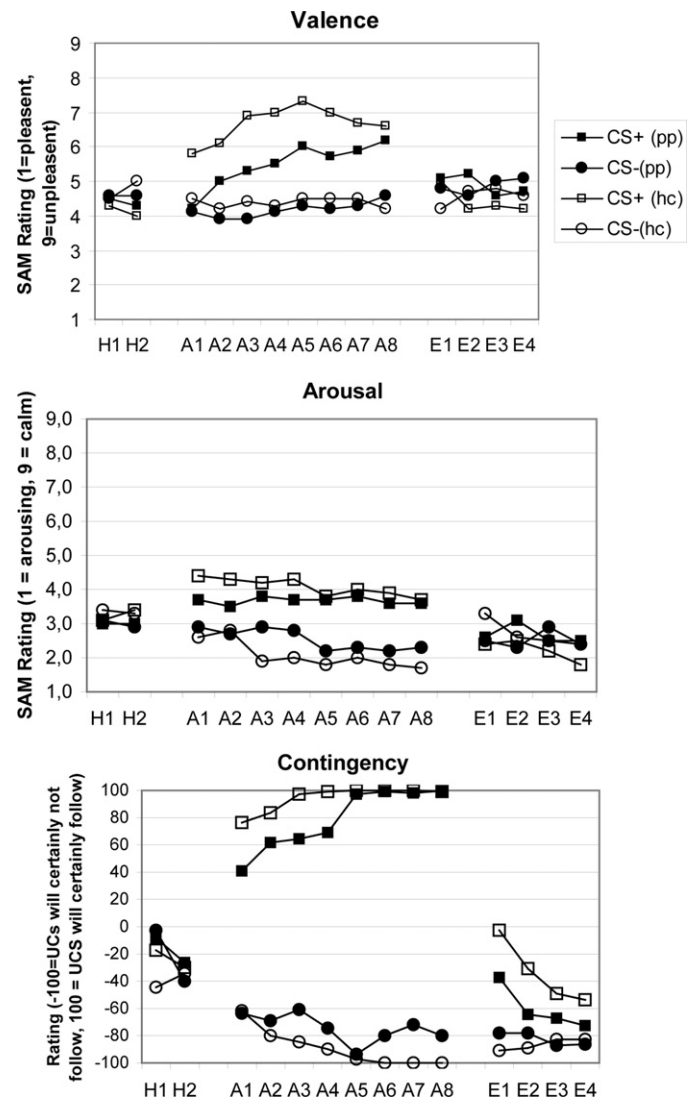 Valence
SAM Rating (1=pleasent,
9=unpleasent)
9
8
7
6
5
4
3
2
1
H1 H2 A1 A2 A3 A4 A5 A6 A7 A8 E1 E2 E3 E4
CS+ (pp)
CS-(pp)
CS+ (hc)
CS-(hc)
Arousal
SAM Rating (1 = arousing, 9 = calm)
9,0
8,0
7,0
6,0
5,0
4,0
3,0
2,0
1,0
H1 H2 A1 A2 A3 A4 A5 A6 A7 A8 E1 E2 E3 E4
Contingency
Rating (-100=UCs will certainly not
follow, 100 = UCS will certainly follow)
100
80
60
40
20
0
-20
-40
-60
-80
-100
H1 H2 A1 A2 A3 A4 A5 A6 A7 A8 E1 E2 E3 E4